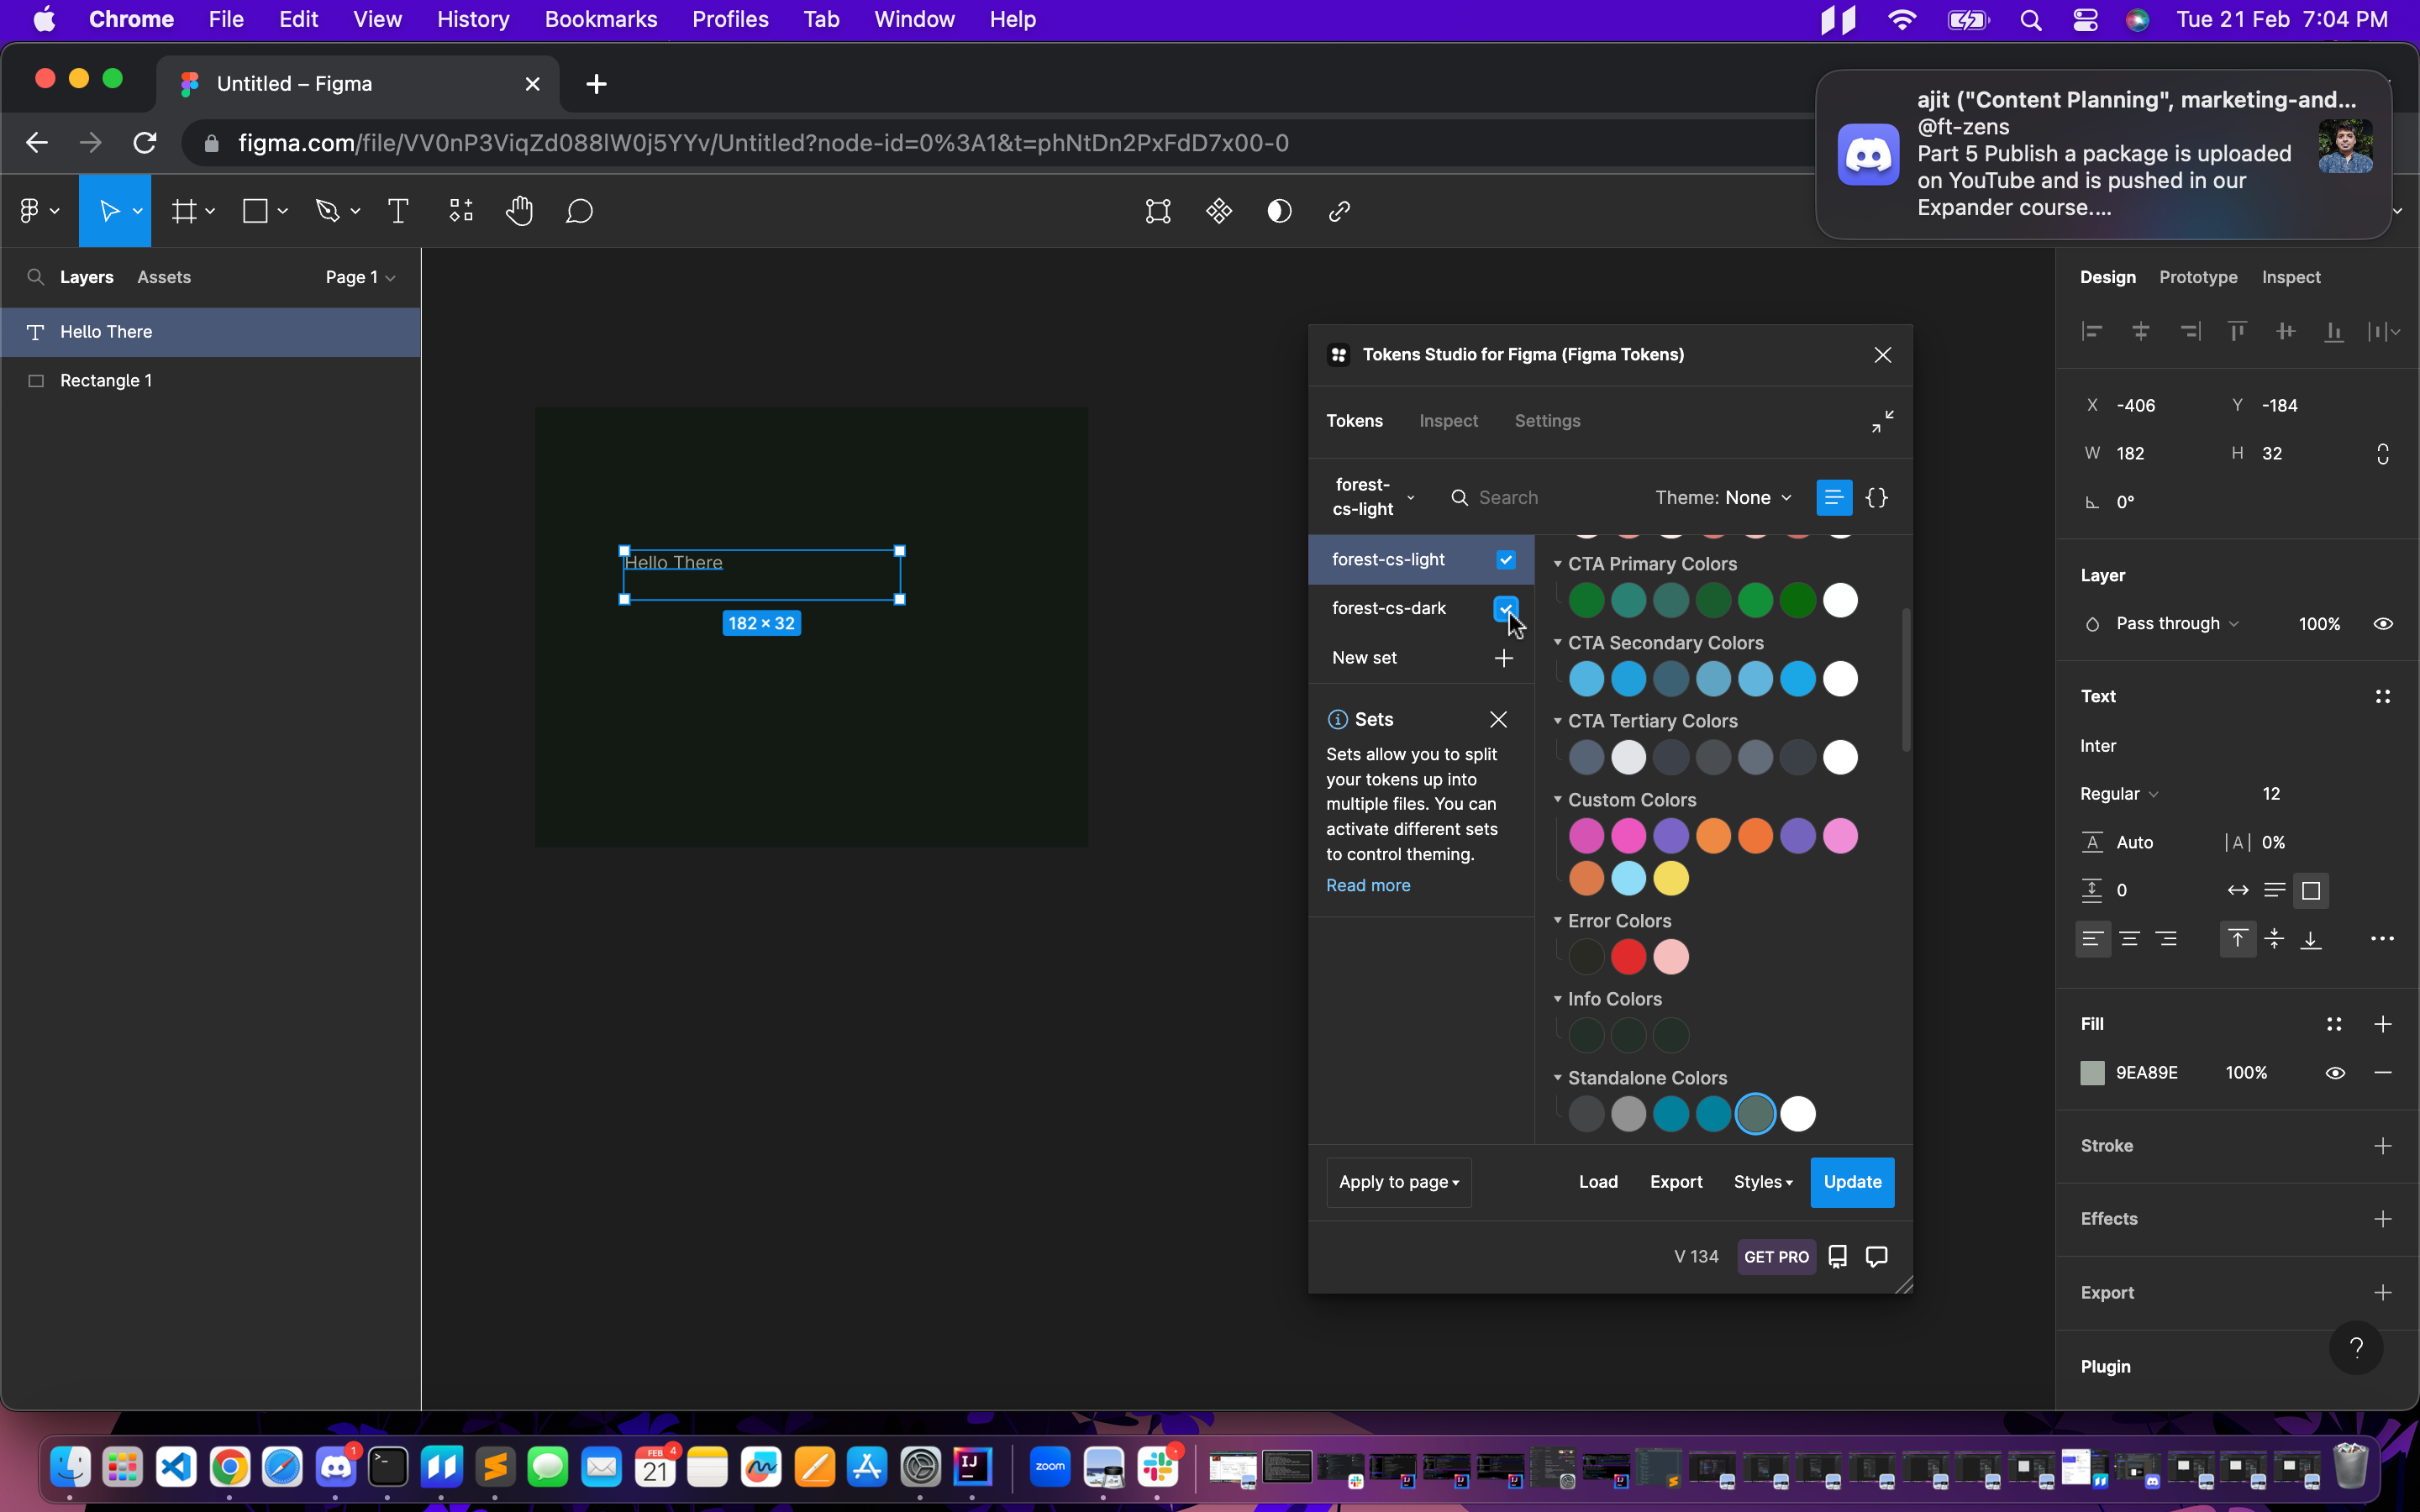 Chrome File Edit View History Bookmarks Profiles Tab Window Help Tue 21 Feb 7:04 PM
Untitled – Figma
figma.com/file/VV0nP3ViqZd088lW0j5YYv/Untitled?node-id=0%3A1&t=phNtDn2PxFdD7x00-0
ajit ("Content Planning", marketing-and...
@ft-zens
Part 5 Publish a package is uploaded
on YouTube and is pushed in our
Expander course....
Layers Assets Page 1
Hello There
Rectangle 1
Hello There
182 × 32
Tokens Studio for Figma (Figma Tokens)
Tokens Inspect Settings
forest-
cs-light
Search
Theme: None
forest-cs-light
forest-cs-dark
New set
Sets
Sets allow you to split
your tokens up into
multiple files. You can
activate different sets
to control theming.
Read more
CTA Primary Colors
CTA Secondary Colors
CTA Tertiary Colors
Custom Colors
Error Colors
Info Colors
Standalone Colors
Apply to page Load Export Styles Update
V 134 GET PRO
Design Prototype Inspect
X -406 Y -184
W 182 H 32
0°
Layer
Pass through 100%
Text
Inter
Regular 12
A Auto |A| 0%
0
Fill
9EA89E 100%
Stroke
Effects
Export
Plugin
?
1
>_
FEB
21
4
IJ
zoom